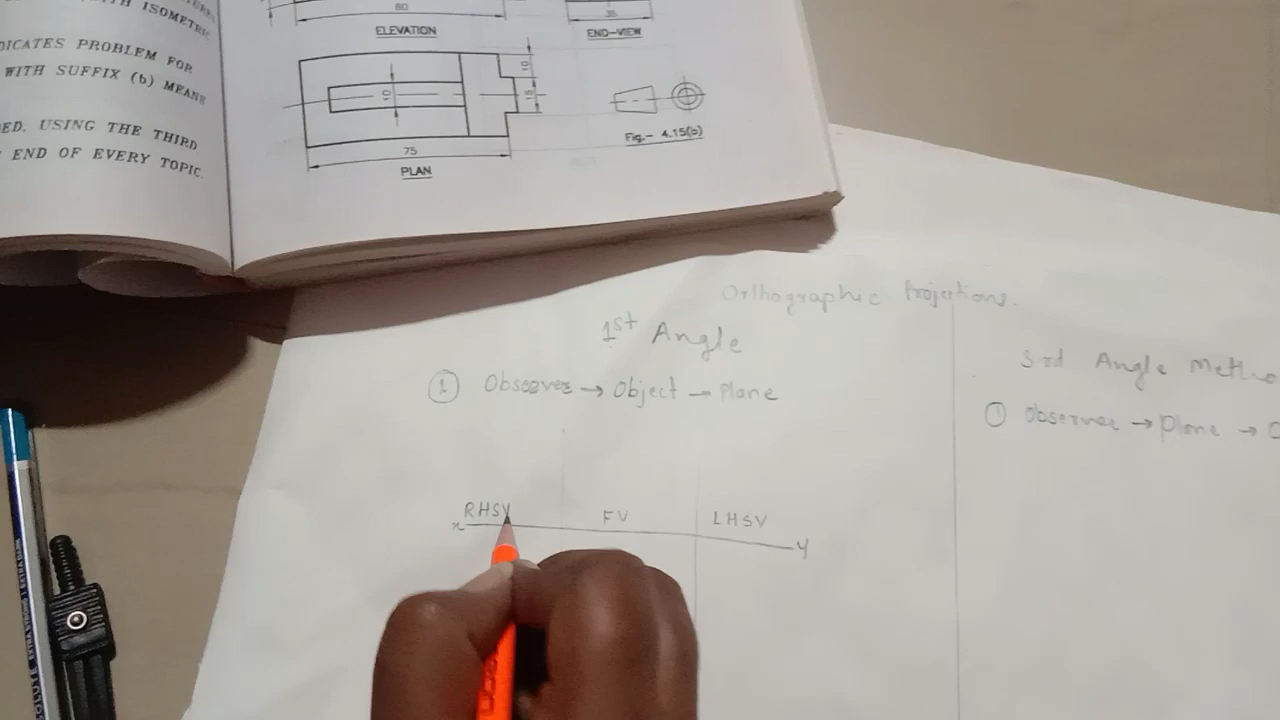 WITH ISOMETRIC
DICATES PROBLEM FOR
WITH SUFFIX (b) MEANS
ED. USING THE THIRD
END OF EVERY TOPIC.
80
35
ELEVATION
END-VIEW
10
10
15
75
PLAN
Fig.- 4.15(b)
Orthographic Projections.
1st Angle
1 Observer → Object → Plane
RHSV
FV
LHSV
x
y
3rd Angle Metho
1 Observer → Plane → O